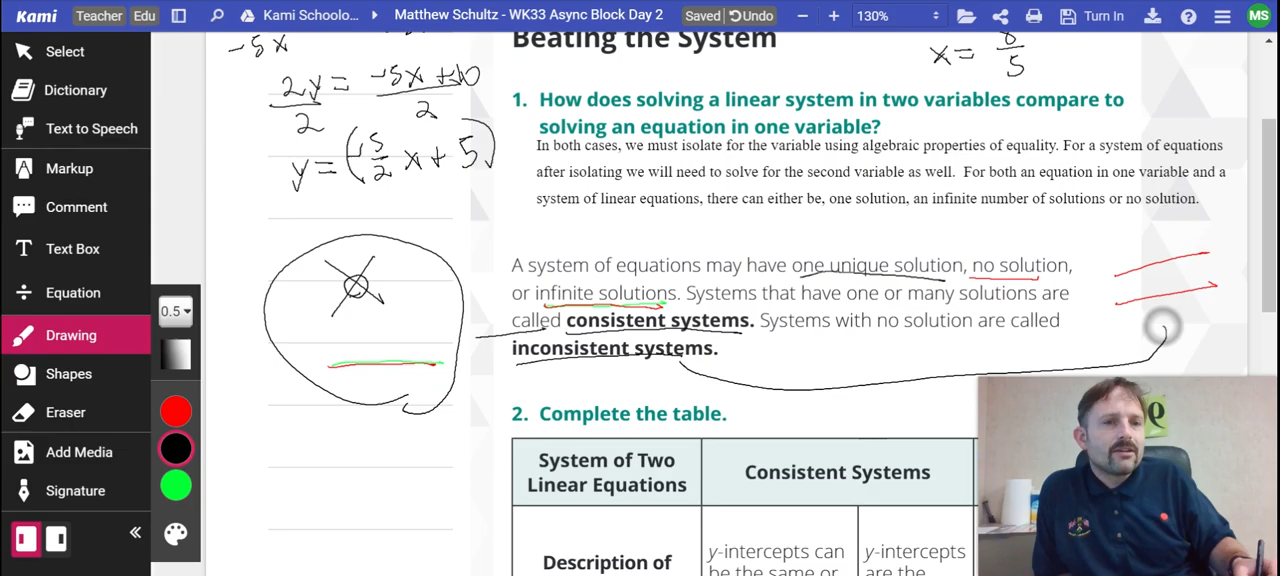 Kami Teacher Edu Kami Schoolo... Matthew Schultz - WK33 Async Block Day 2 Saved Undo 130% Turn In MS
Select
Dictionary
Text to Speech
Markup
Comment
Text Box
Equation
Drawing
Shapes
Eraser
Add Media
Signature
0.5
-5x
2y = -5x + 10
2 2
y = (-5/2 x + 5)
Beating the System
x = 8/5
1. How does solving a linear system in two variables compare to
solving an equation in one variable?
In both cases, we must isolate for the variable using algebraic properties of equality. For a system of equations
after isolating we will need to solve for the second variable as well. For both an equation in one variable and a
system of linear equations, there can either be, one solution, an infinite number of solutions or no solution.
A system of equations may have one unique solution, no solution,
or infinite solutions. Systems that have one or many solutions are
called consistent systems. Systems with no solution are called
inconsistent systems.
2. Complete the table.
System of Two
Linear Equations
Consistent Systems
Description of
y-intercepts can
be the same or
y-intercepts
are the